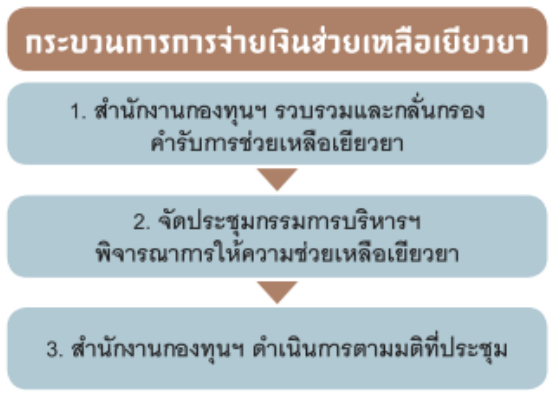 กระบวนการการจ่ายเงินช่วยเหลือเยียวยา
1. สำนักงานกองทุนฯ รวบรวมและกลั่นกรอง
คำรับการช่วยเหลือเยียวยา
2. จัดประชุมกรรมการบริหารฯ
พิจารณาการให้ความช่วยเหลือเยียวยา
3. สำนักงานกองทุนฯ ดำเนินการตามมติที่ประชุม